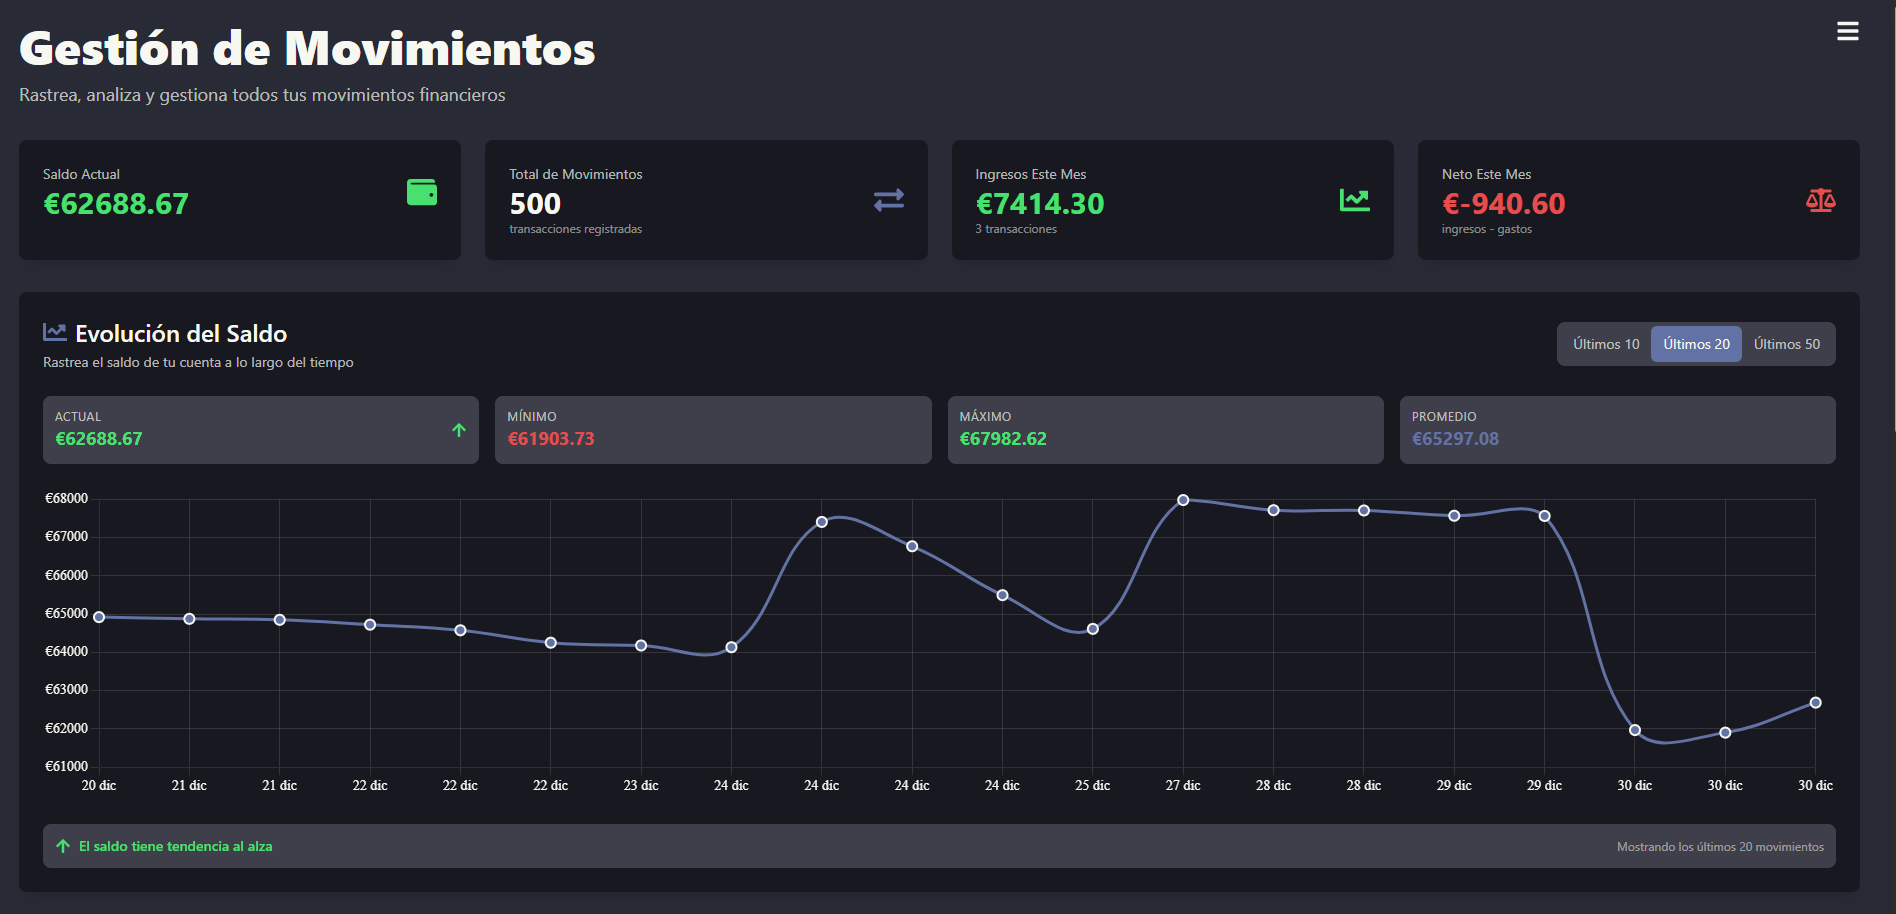 Gestión de Movimientos
Rastrea, analiza y gestiona todos tus movimientos financieros
Saldo Actual
€62688.67
Total de Movimientos
500
transacciones registradas
Ingresos Este Mes
€7414.30
3 transacciones
Neto Este Mes
€-940.60
ingresos - gastos
Evolución del Saldo
Rastrea el saldo de tu cuenta a lo largo del tiempo
Últimos 10 Últimos 20 Últimos 50
ACTUAL
€62688.67
MÍNIMO
€61903.73
MÁXIMO
€67982.62
PROMEDIO
€65297.08
€68000
€67000
€66000
€65000
€64000
€63000
€62000
€61000
20 dic 21 dic 21 dic 22 dic 22 dic 22 dic 23 dic 24 dic 24 dic 24 dic 24 dic 25 dic 27 dic 28 dic 28 dic 29 dic 29 dic 30 dic 30 dic 30 dic
El saldo tiene tendencia al alza
Mostrando los últimos 20 movimientos